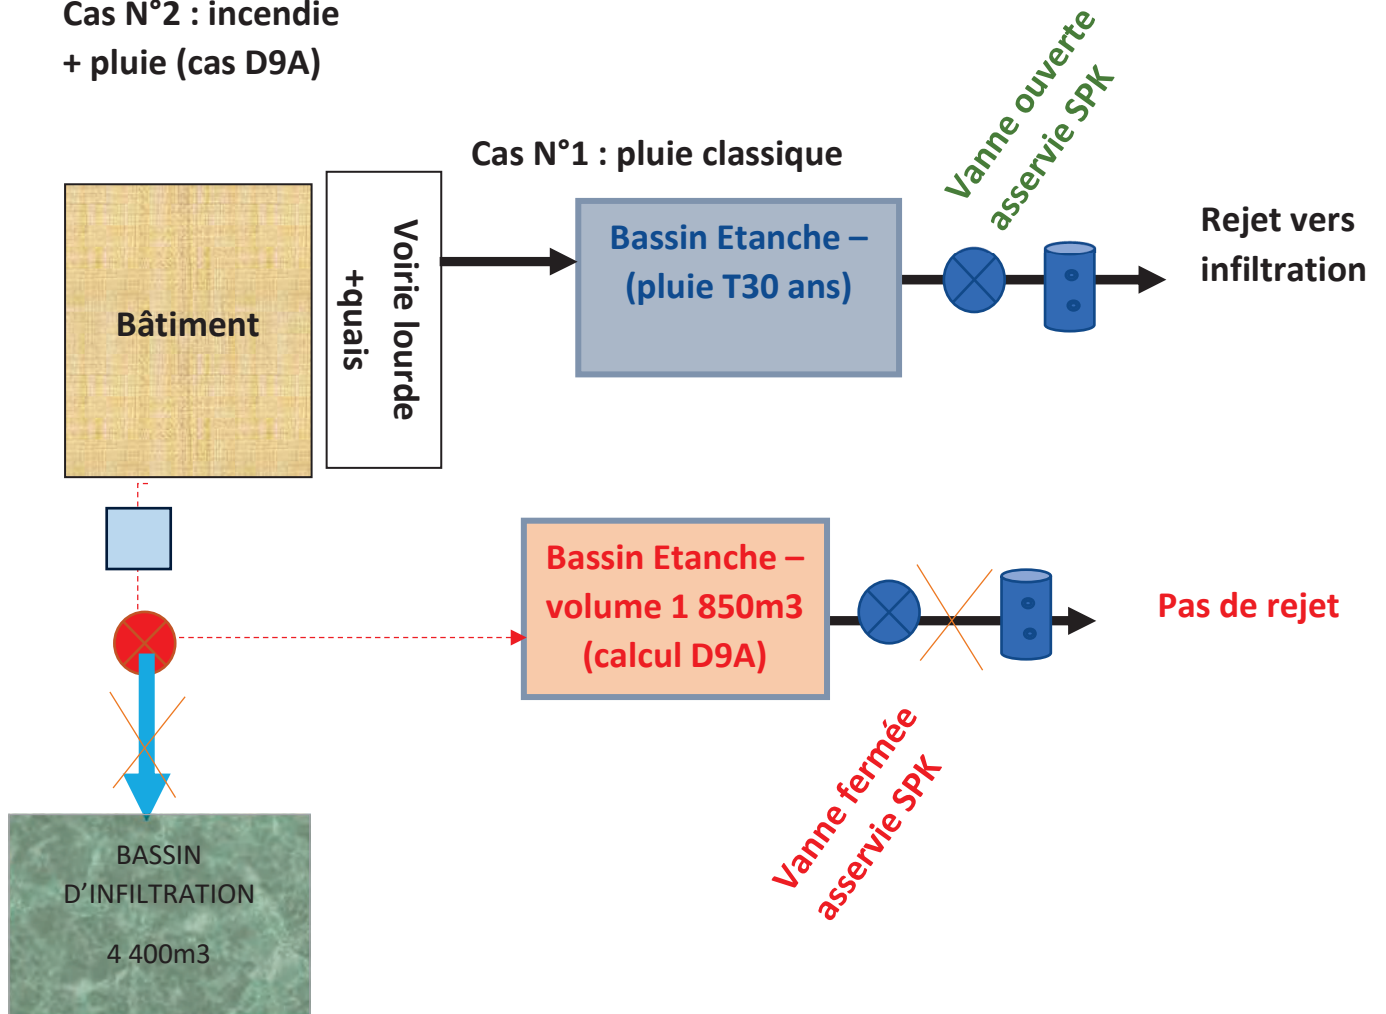 Cas N°2 : incendie
+ pluie (cas D9A)
Cas N°1 : pluie classique
Vanne ouverte
asservie SPK
Bâtiment
Voirie lourde
+quais
Bassin Etanche –
(pluie T30 ans)
Rejet vers
infiltration
Bassin Etanche –
volume 1 850m3
(calcul D9A)
Pas de rejet
Vanne fermée
asservie SPK
BASSIN
D'INFILTRATION
4 400m3